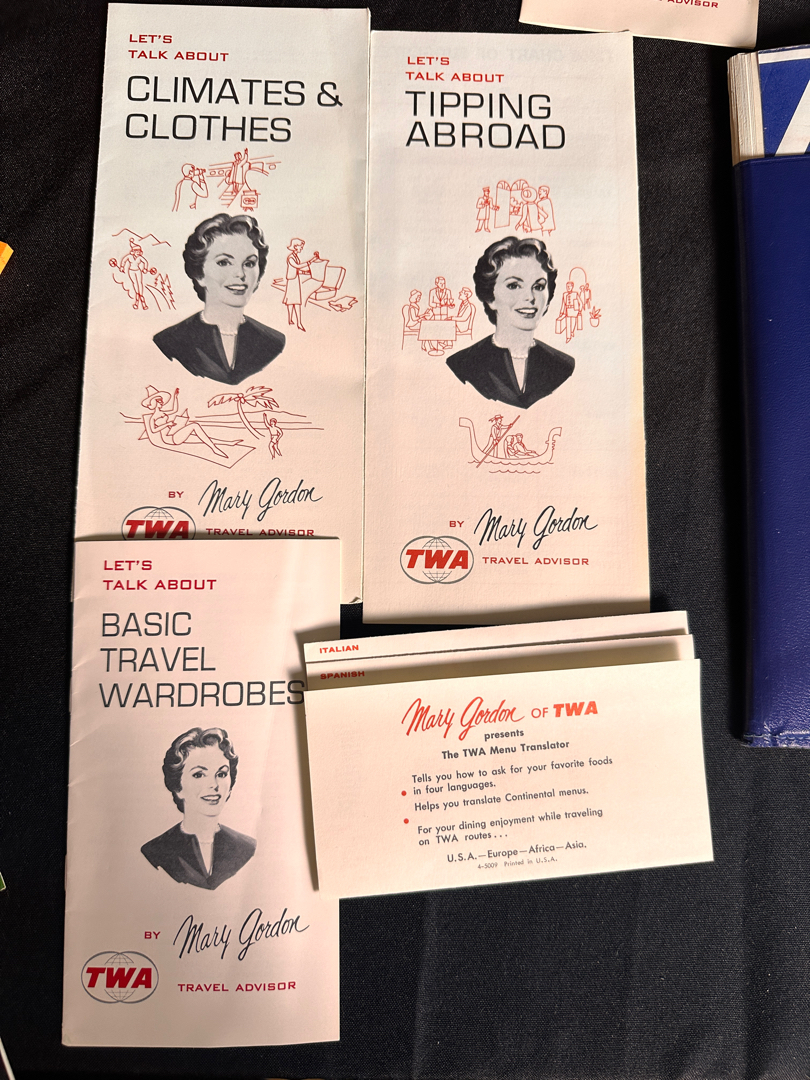 LET'S
TALK ABOUT
CLIMATES &
CLOTHES
BY Mary Gordon
TWA TRAVEL ADVISOR
LET'S
TALK ABOUT
TIPPING
ABROAD
BY Mary Gordon
TWA TRAVEL ADVISOR
LET'S
TALK ABOUT
BASIC
TRAVEL
WARDROBES
BY Mary Gordon
TWA
TRAVEL ADVISOR
ITALIAN
SPANISH
Mary Gordon OF TWA
presents
The TWA Menu Translator
Tells you how to ask for your favorite foods
• in four languages.
Helps you translate Continental menus.
•
For your dining enjoyment while traveling
on TWA routes...
U.S.A.—Europe—Africa—Asia.
4-5009 Printed in U.S.A.
ADVISOR